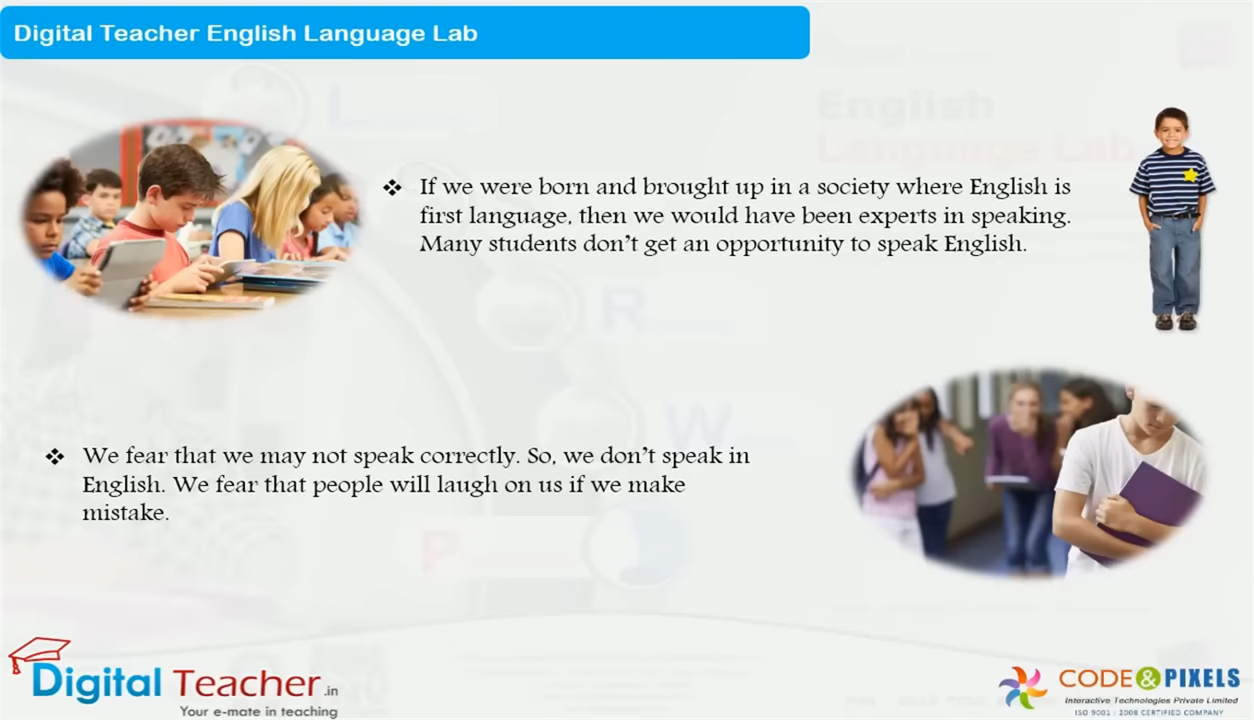 Digital Teacher English Language Lab
English
Language Lab
❖ If we were born and brought up in a society where English is
first language, then we would have been experts in speaking.
Many students don't get an opportunity to speak English.
R
W
❖ We fear that we may not speak correctly. So, we don't speak in
English. We fear that people will laugh on us if we make
mistake.
P
Digital Teacher.in
Your e-mate in teaching
CODE&PIXELS
Interactive Technologies Private Limited
ISO 9001 : 2008 CERTIFIED COMPANY